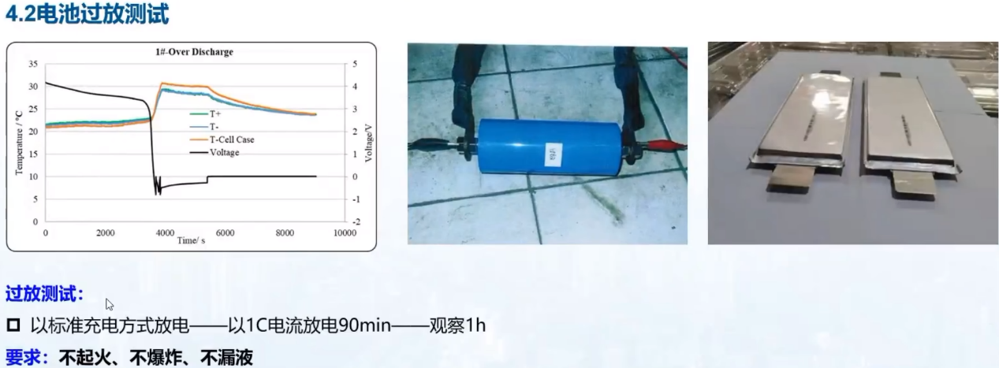 4.2电池过放测试
1#-Over Discharge
35
30
25
20
15
10
5
0
Temperature / °C
5
4
3
2
1
0
-1
-2
Voltage/V
T+
T-
T-Cell Case
Voltage
0 2000 4000 6000 8000 10000
Time/ s
过放测试：
以标准充电方式放电——以1C电流放电90min——观察1h
要求：不起火、不爆炸、不漏液